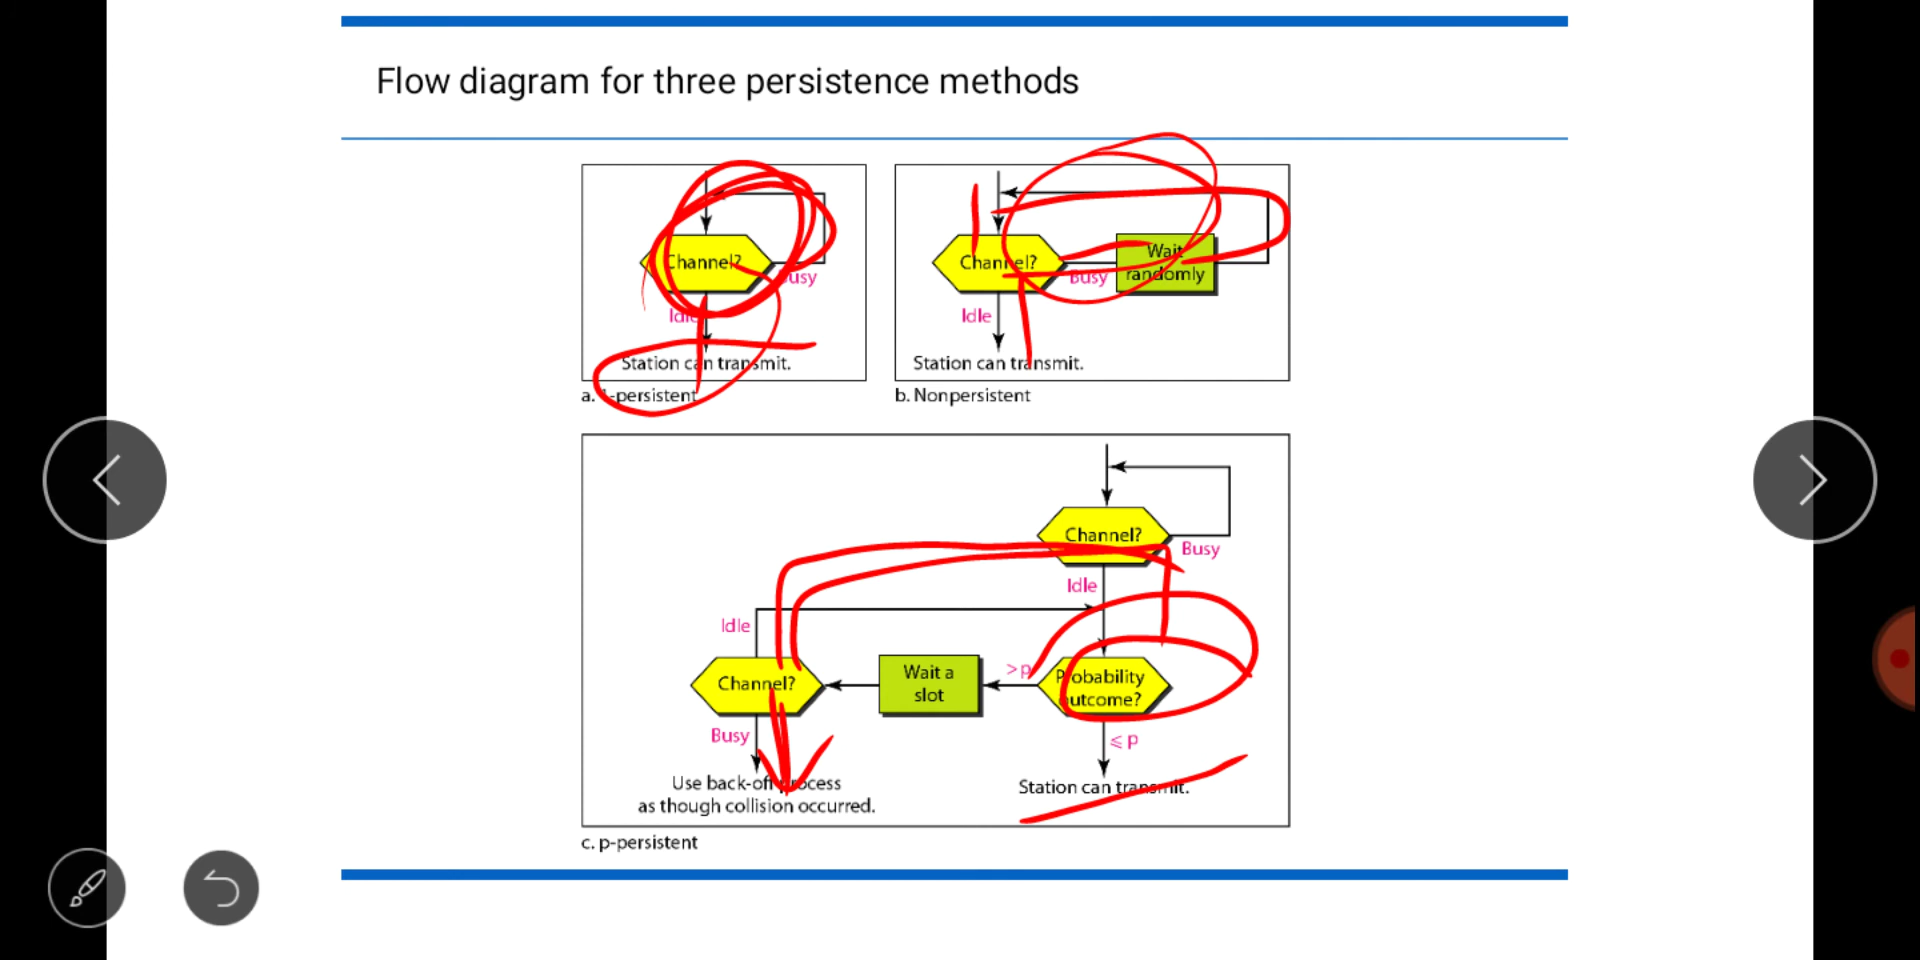 Flow diagram for three persistence methods
Channel?
Busy
Idle
Station can transmit.
a. 1-persistent
Channel?
Busy
Wait
randomly
Idle
Station can transmit.
b. Nonpersistent
Channel?
Busy
Idle
Idle
Channel?
Wait a
slot
>p
Probability
outcome?
Busy
≤ p
Use back-off process
as though collision occurred.
Station can transmit.
c. p-persistent